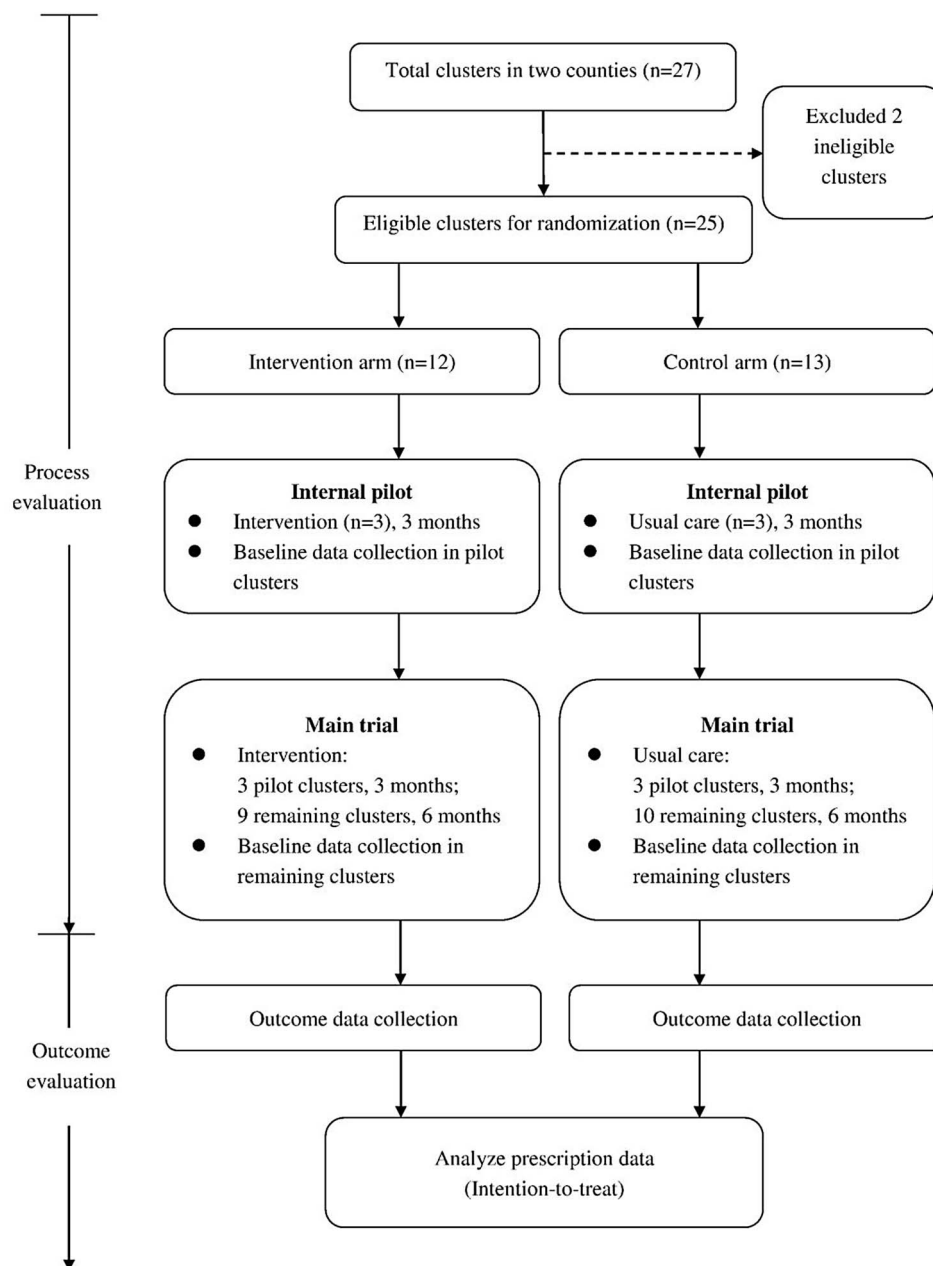 Total clusters in two counties (n=27)
Excluded 2
ineligible
clusters
Eligible clusters for randomization (n=25)
Intervention arm (n=12)
Control arm (n=13)
Process
evaluation
Internal pilot
● Intervention (n=3), 3 months
● Baseline data collection in pilot
clusters
Internal pilot
● Usual care (n=3), 3 months
● Baseline data collection in pilot
clusters
Main trial
● Intervention:
3 pilot clusters, 3 months;
9 remaining clusters, 6 months
● Baseline data collection in
remaining clusters
Main trial
● Usual care:
3 pilot clusters, 3 months;
10 remaining clusters, 6 months
● Baseline data collection in
remaining clusters
Outcome
evaluation
Outcome data collection
Outcome data collection
Analyze prescription data
(Intention-to-treat)